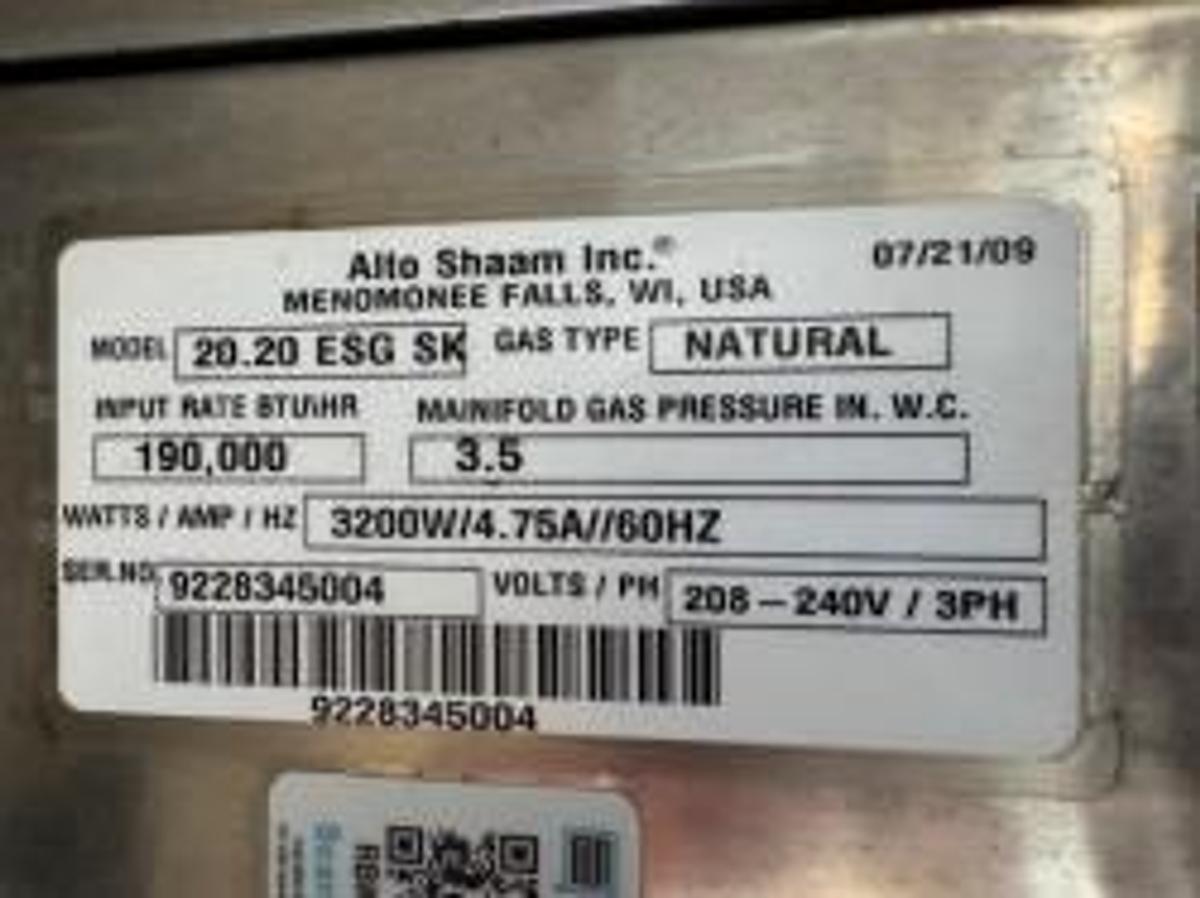 Alto Shaam Inc.® 07/21/09
MENOMONEE FALLS, WI, USA
MODEL 20.20 ESG SK GAS TYPE NATURAL
INPUT RATE BTU\HR MAINIFOLD GAS PRESSURE IN. W.C.
190,000 3.5
WATTS / AMP / HZ 3200W/4.75A//60HZ
SER.NO. 9228345004 VOLTS / PH 208 – 240V / 3PH
9228345004